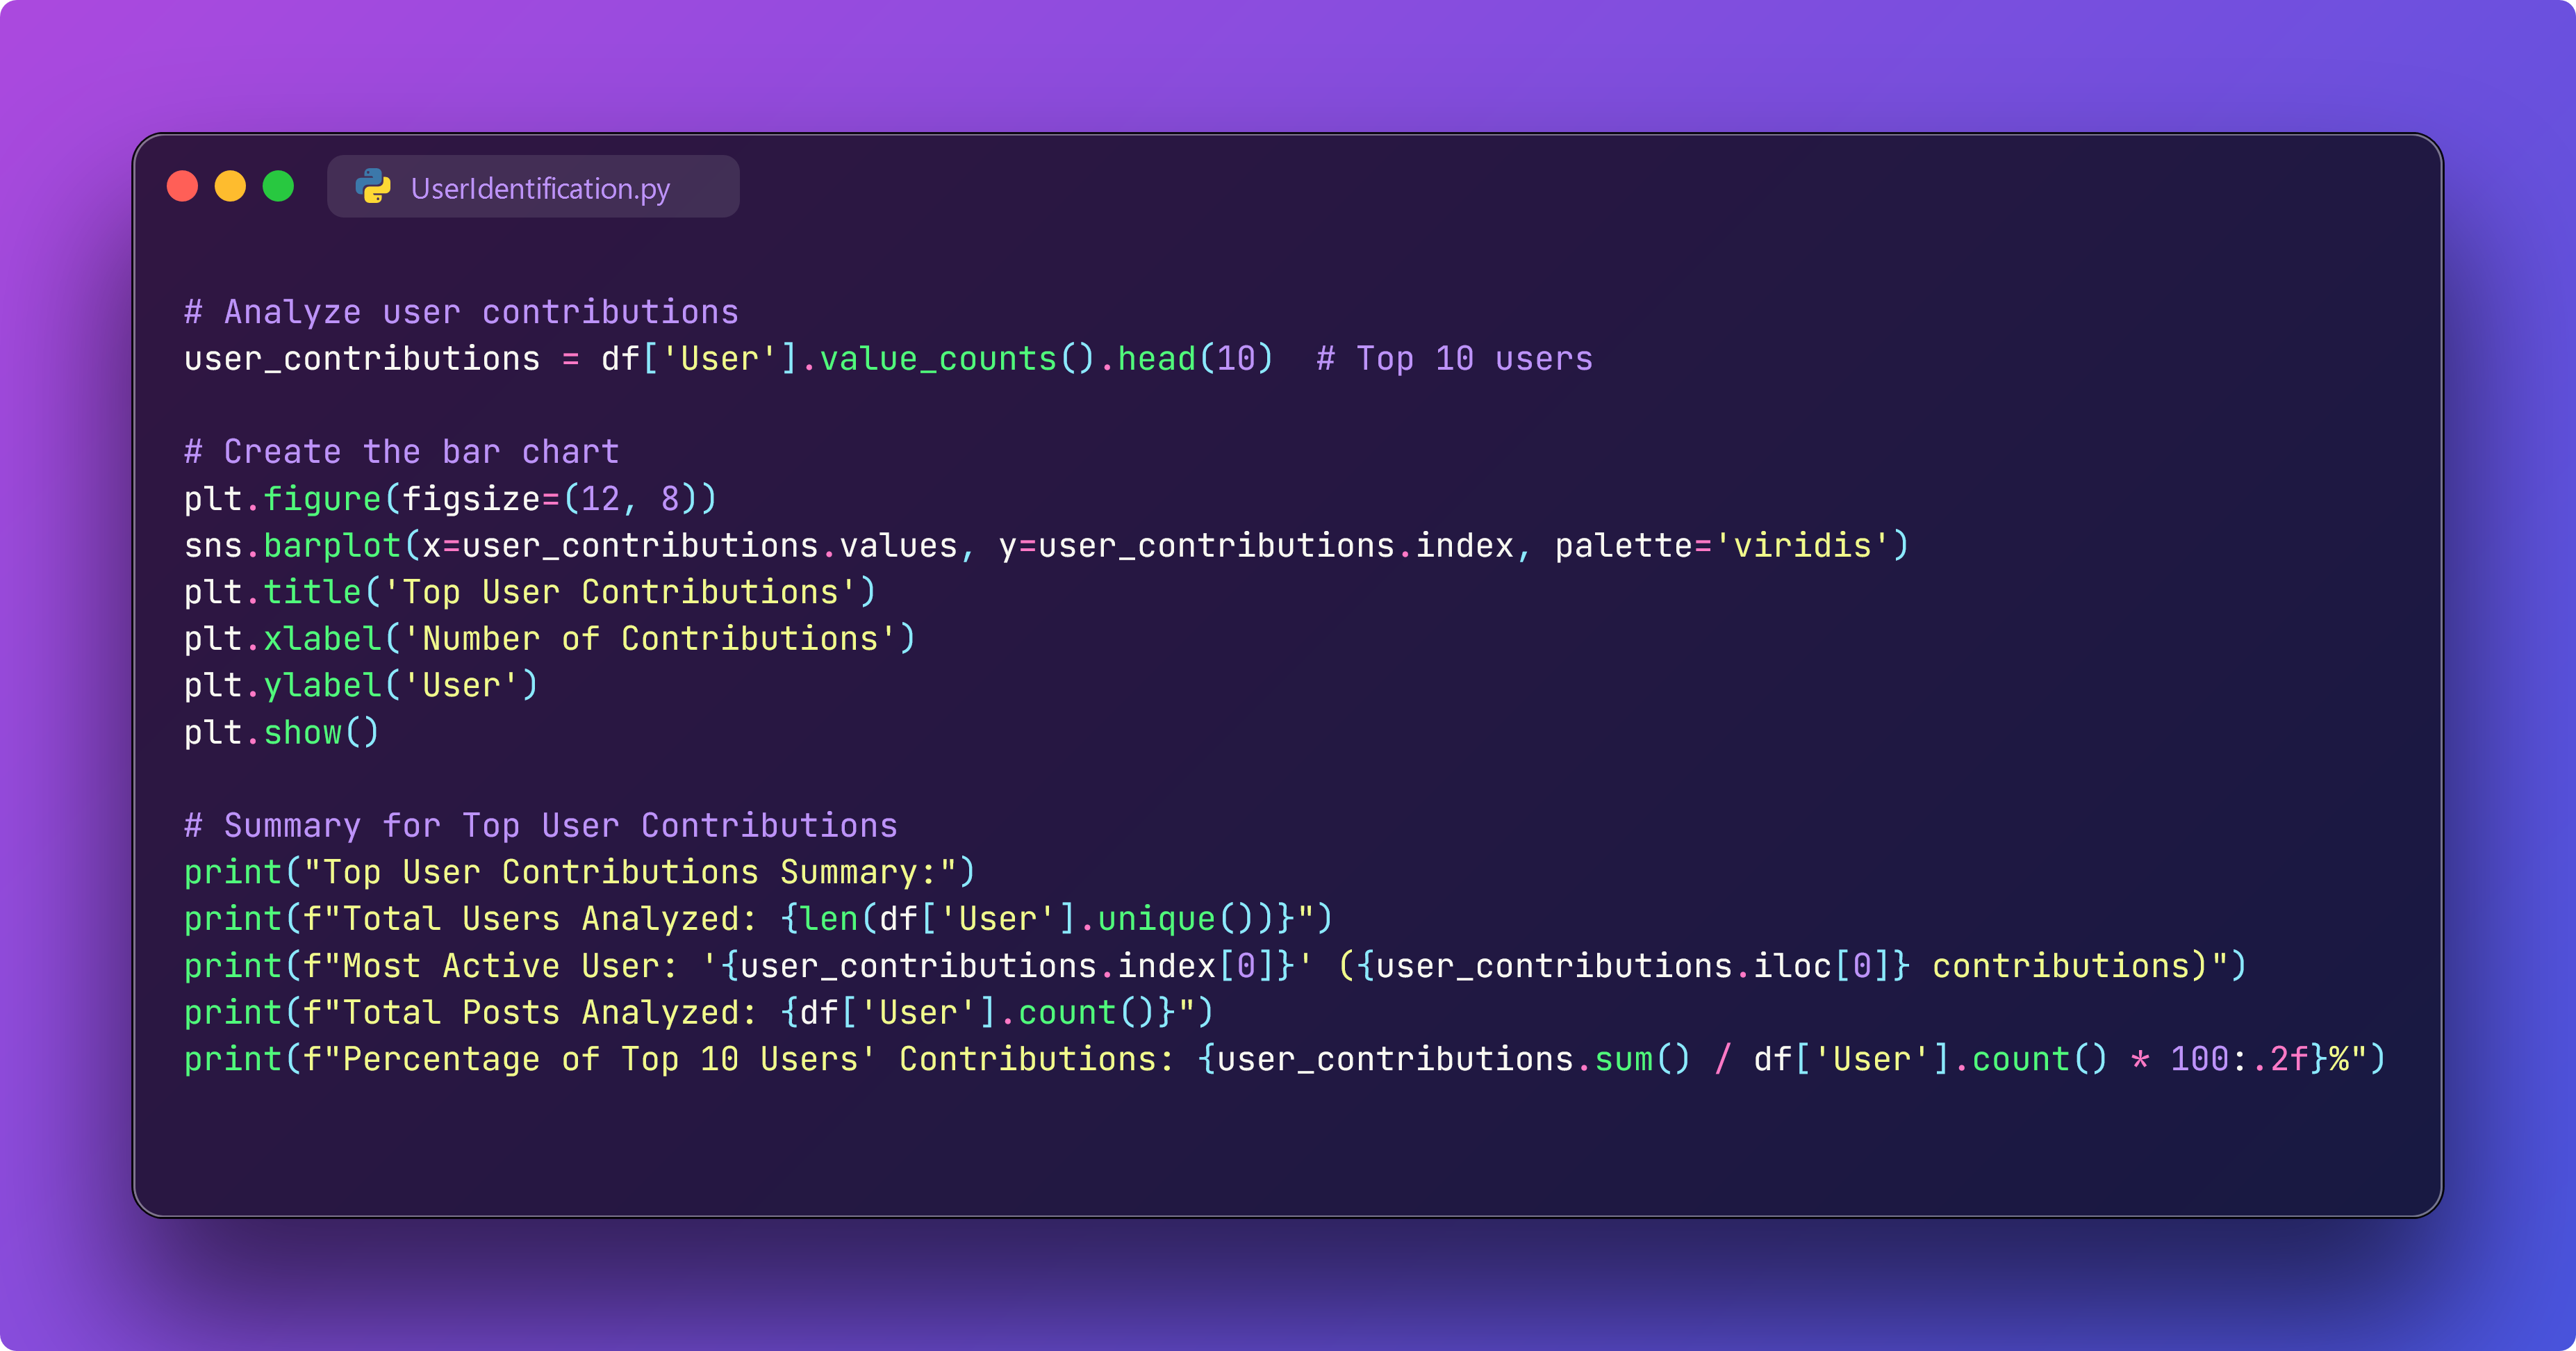 UserIdentification.py
# Analyze user contributions
user_contributions = df['User'].value_counts().head(10)  # Top 10 users
# Create the bar chart
plt.figure(figsize=(12, 8))
sns.barplot(x=user_contributions.values, y=user_contributions.index, palette='viridis')
plt.title('Top User Contributions')
plt.xlabel('Number of Contributions')
plt.ylabel('User')
plt.show()
# Summary for Top User Contributions
print("Top User Contributions Summary:")
print(f"Total Users Analyzed: {len(df['User'].unique())}")
print(f"Most Active User: '{user_contributions.index[0]}' ({user_contributions.iloc[0]} contributions)")
print(f"Total Posts Analyzed: {df['User'].count()}")
print(f"Percentage of Top 10 Users' Contributions: {user_contributions.sum() / df['User'].count() * 100:.2f}%")